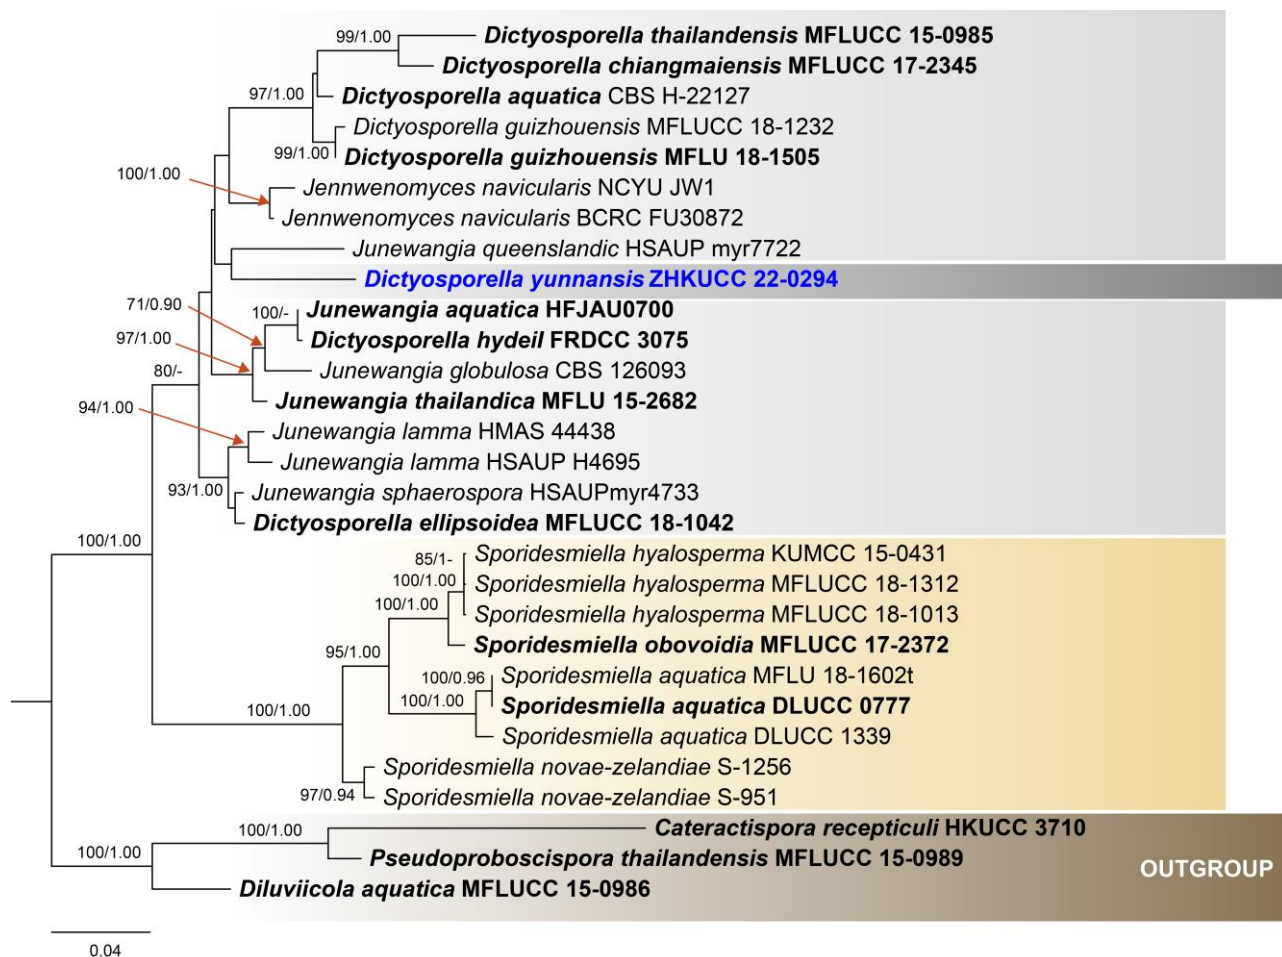 99/1.00
Dictyosporella thailandensis MFLUCC 15-0985
Dictyosporella chiangmaiensis MFLUCC 17-2345
97/1.00
Dictyosporella aquatica CBS H-22127
Dictyosporella guizhouensis MFLUCC 18-1232
99/1.00
Dictyosporella guizhouensis MFLU 18-1505
100/1.00
Jennwenomyces navicularis NCYU JW1
Jennwenomyces navicularis BCRC FU30872
Junewangia queenslandic HSAUP myr7722
Dictyosporella yunnansis ZHKUCC 22-0294
71/0.90
100/-
Junewangia aquatica HFJAU0700
97/1.00
Dictyosporella hydeil FRDCC 3075
80/-
Junewangia globulosa CBS 126093
94/1.00
Junewangia thailandica MFLU 15-2682
Junewangia lamma HMAS 44438
Junewangia lamma HSAUP H4695
93/1.00
Junewangia sphaerospora HSAUPmyr4733
Dictyosporella ellipsoidea MFLUCC 18-1042
100/1.00
85/1-
Sporidesmiella hyalosperma KUMCC 15-0431
100/1.00
Sporidesmiella hyalosperma MFLUCC 18-1312
100/1.00
Sporidesmiella hyalosperma MFLUCC 18-1013
95/1.00
Sporidesmiella obovoidia MFLUCC 17-2372
100/0.96
Sporidesmiella aquatica MFLU 18-1602t
100/1.00
Sporidesmiella aquatica DLUCC 0777
100/1.00
Sporidesmiella aquatica DLUCC 1339
Sporidesmiella novae-zelandiae S-1256
97/0.94
Sporidesmiella novae-zelandiae S-951
100/1.00
Cateractispora recepticuli HKUCC 3710
100/1.00
Pseudoproboscispora thailandensis MFLUCC 15-0989
OUTGROUP
Diluviicola aquatica MFLUCC 15-0986
0.04